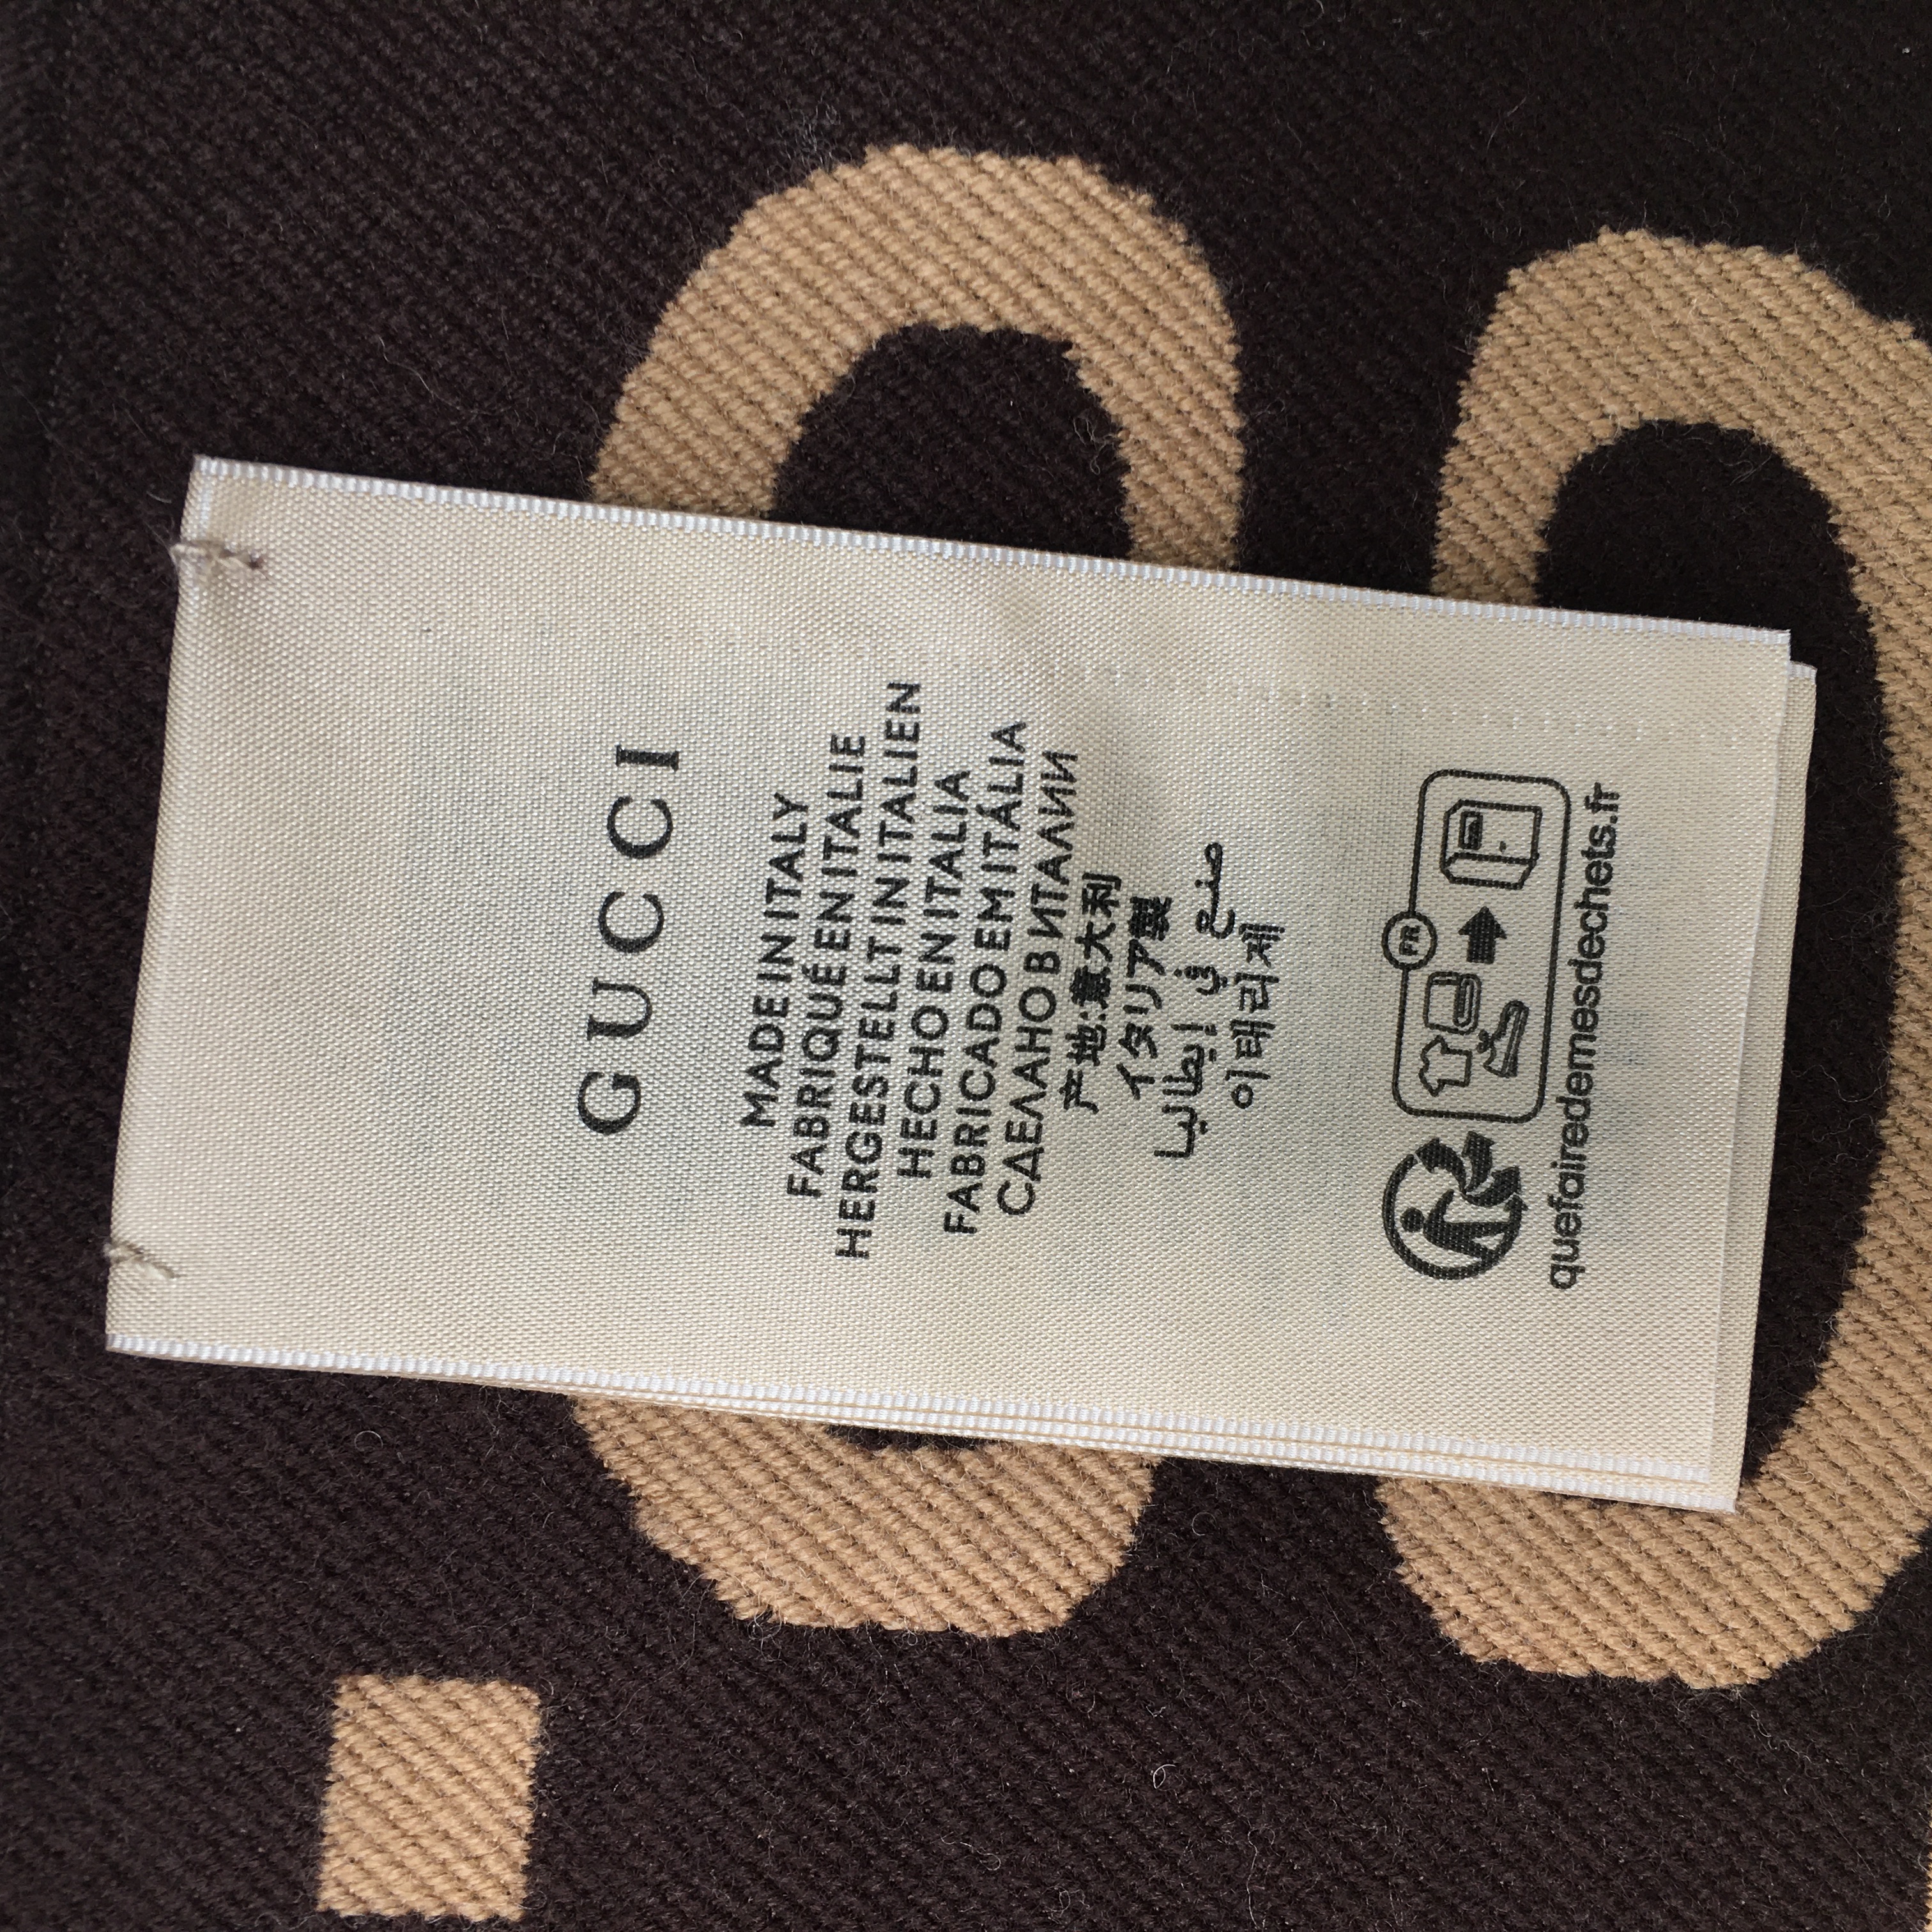 GUCCI
MADE IN ITALY
FABRIQUÉ EN ITALIE
HERGESTELLT IN ITALIEN
HECHO EN ITALIA
FABRICADO EM ITÁLIA
СДЕЛАНО В ИТАЛИИ
产地:意大利
イタリア製
صنع في إيطاليا
이태리제
FR
quefairedemesdechets.fr